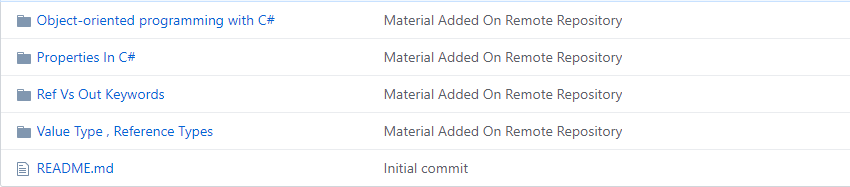 Object-oriented programming with C# Material Added On Remote Repository
Properties In C# Material Added On Remote Repository
Ref Vs Out Keywords Material Added On Remote Repository
Value Type , Reference Types Material Added On Remote Repository
README.md Initial commit